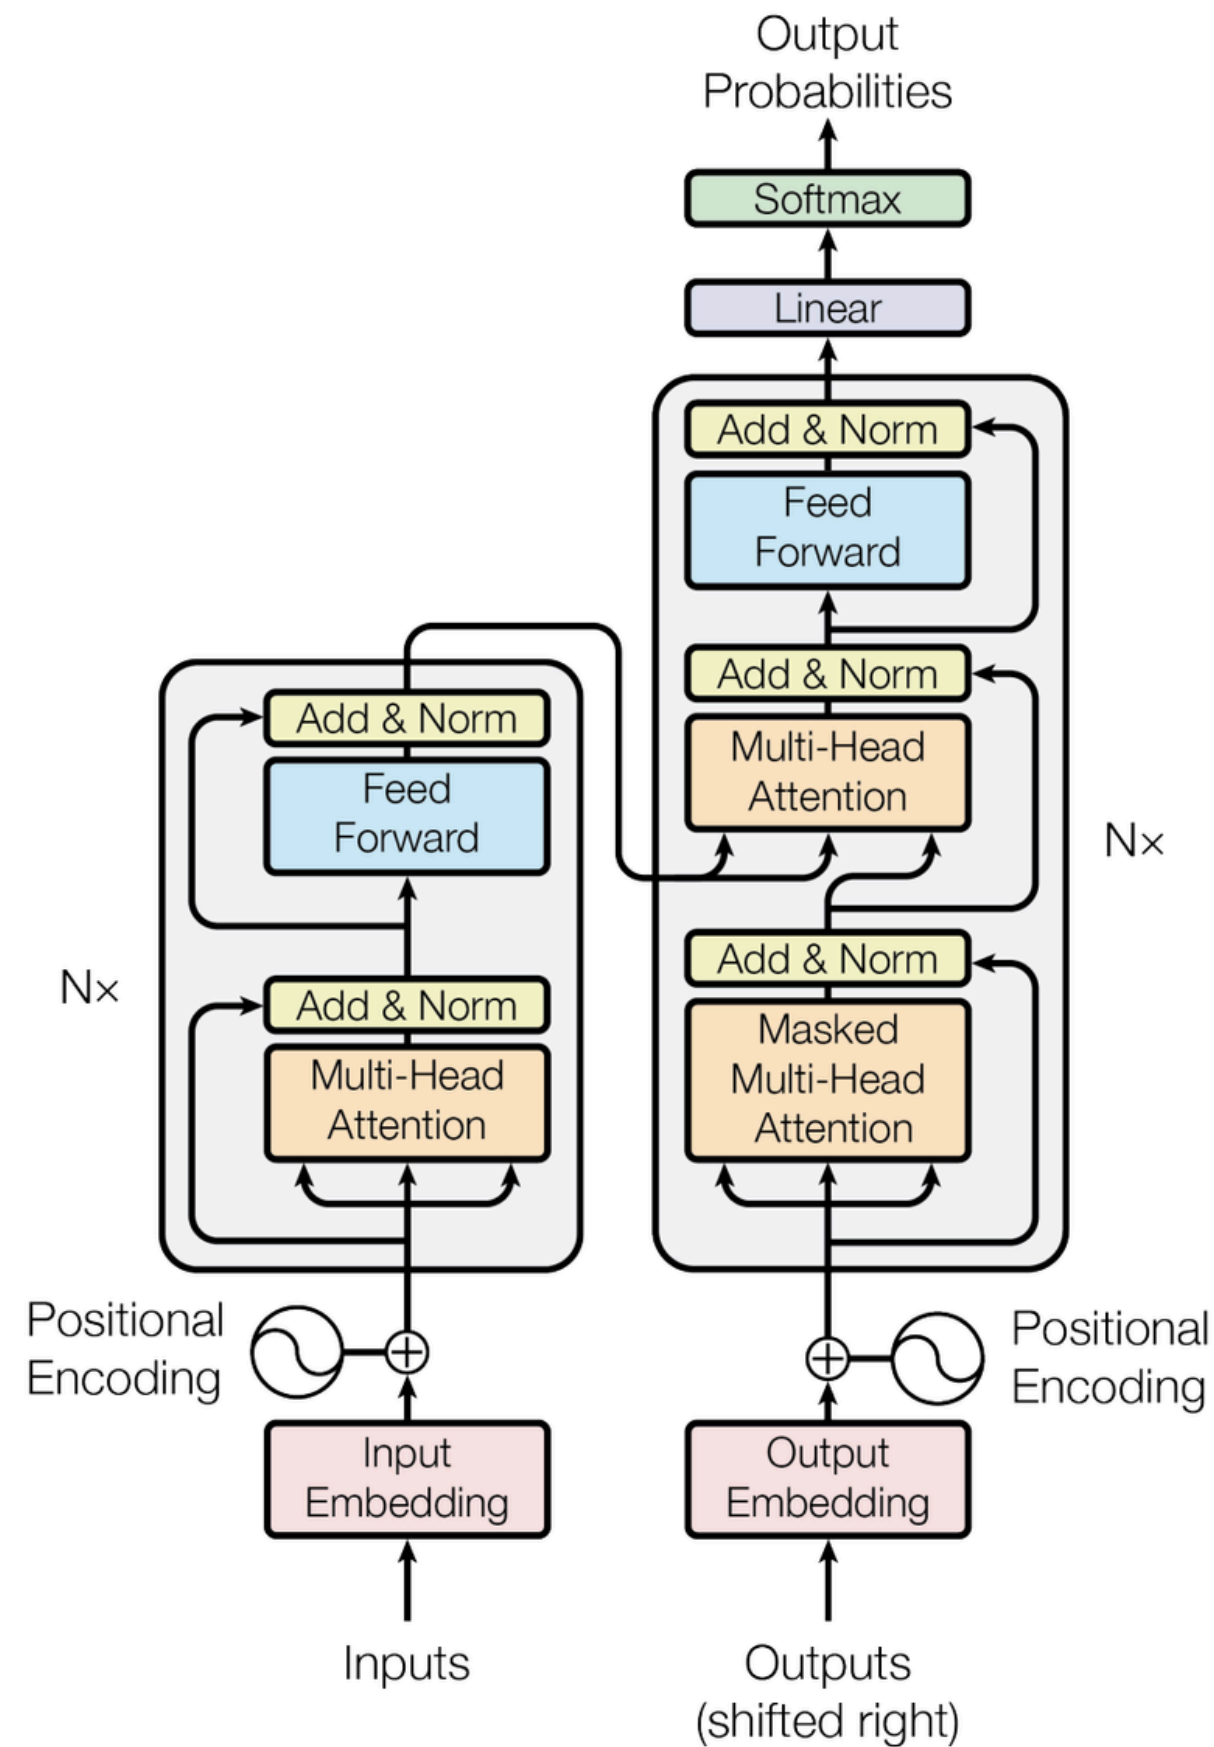 Output
Probabilities
Softmax
Linear
Add & Norm
Feed
Forward
Add & Norm
Multi-Head
Attention
Nx
Add & Norm
Masked
Multi-Head
Attention
Add & Norm
Feed
Forward
Nx
Add & Norm
Multi-Head
Attention
Positional
Encoding
Positional
Encoding
Input
Embedding
Output
Embedding
Inputs
Outputs
(shifted right)